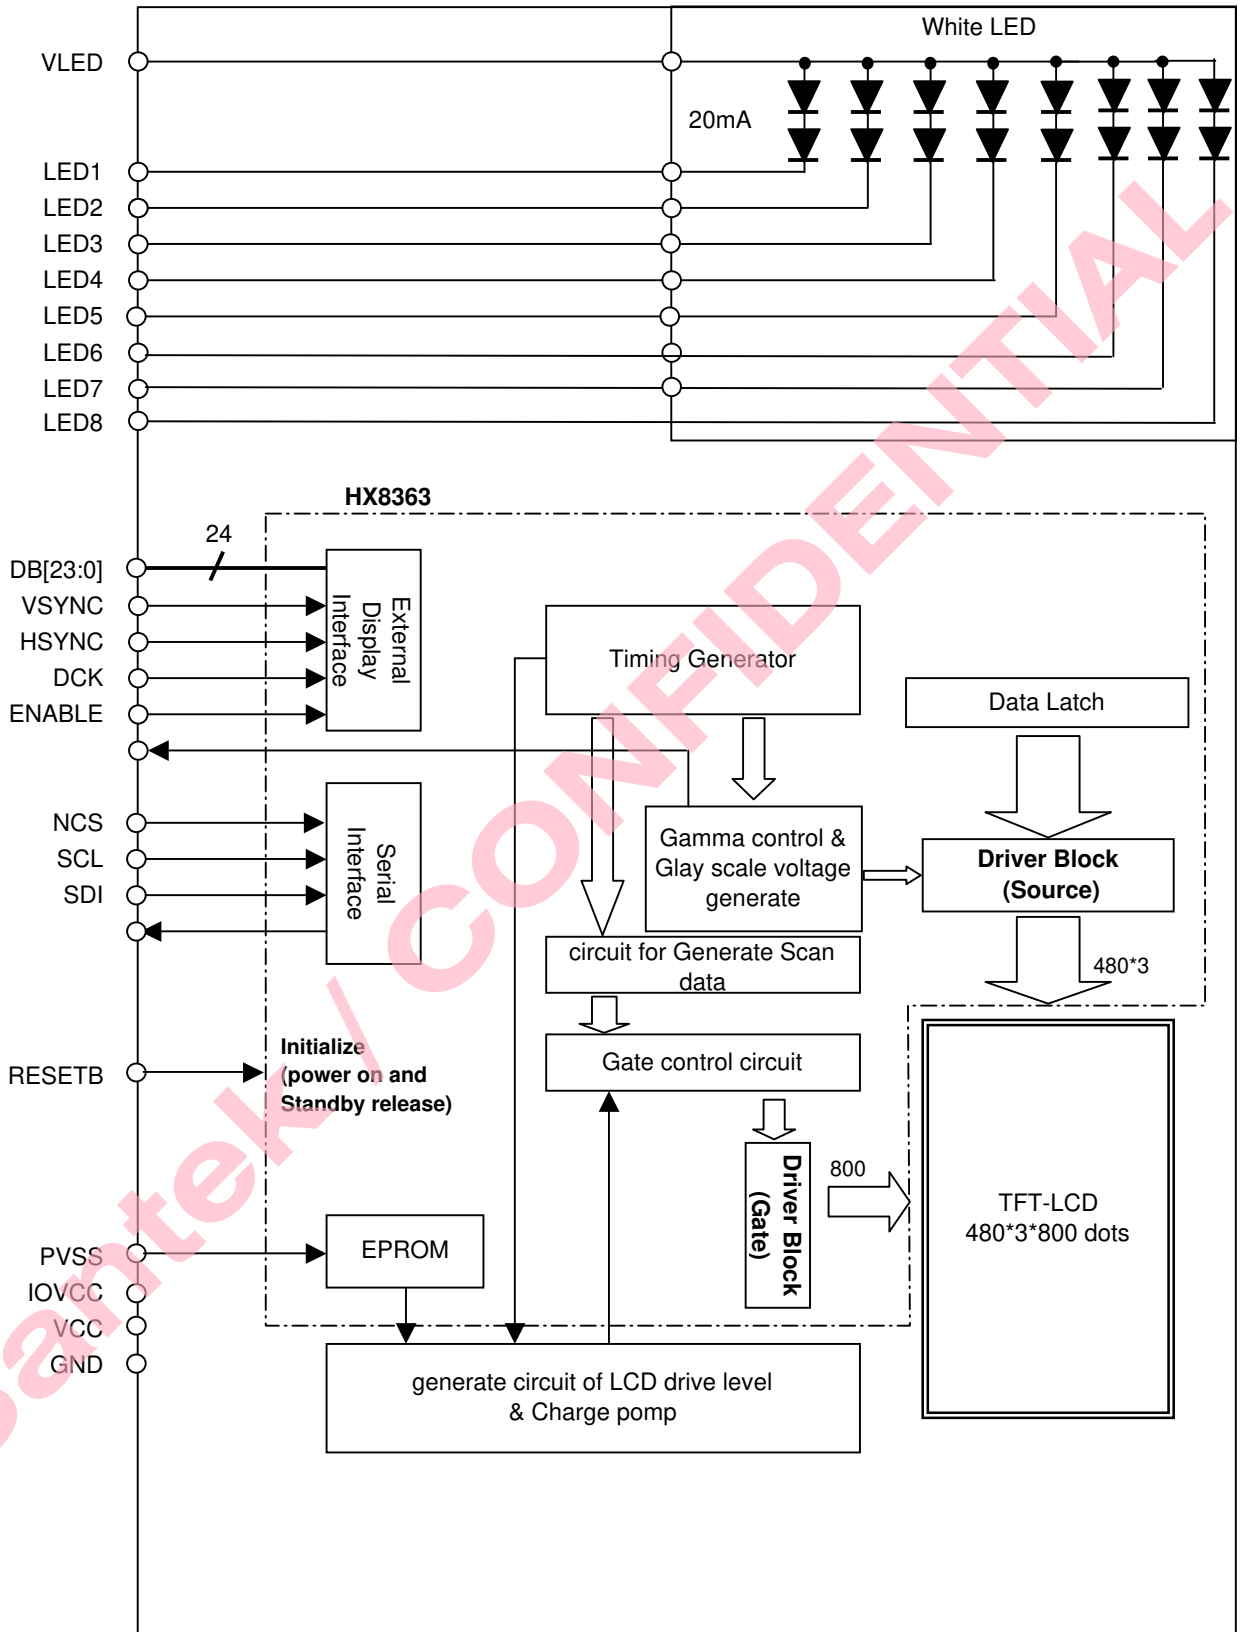 White LED
VLED
20mA
LED1
LED2
LED3
LED4
LED5
LED6
LED7
LED8
HX8363
24
DB[23:0]
VSYNC
HSYNC
DCK
ENABLE
External
Display
Interface
Timing Generator
Data Latch
NCS
SCL
SDI
Serial
Interface
Gamma control &
Glay scale voltage
generate
Driver Block
(Source)
circuit for Generate Scan
data
480*3
RESETB
Initialize
(power on and
Standby release)
Gate control circuit
Driver Block
(Gate)
800
TFT-LCD
480*3*800 dots
PVSS
IOVCC
VCC
GND
EPROM
generate circuit of LCD drive level
& Charge pomp
antek / CONFIDENTIAL